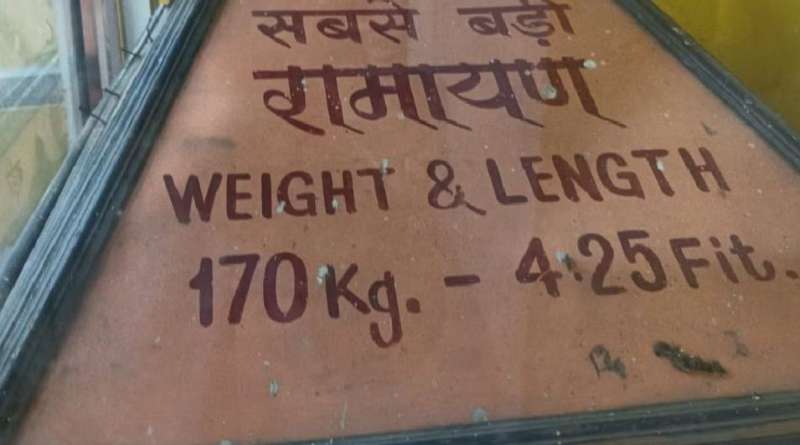 सबसे बड़ी
रामायण
WEIGHT & LENGTH
170 Kg. - 4.25 Fit.